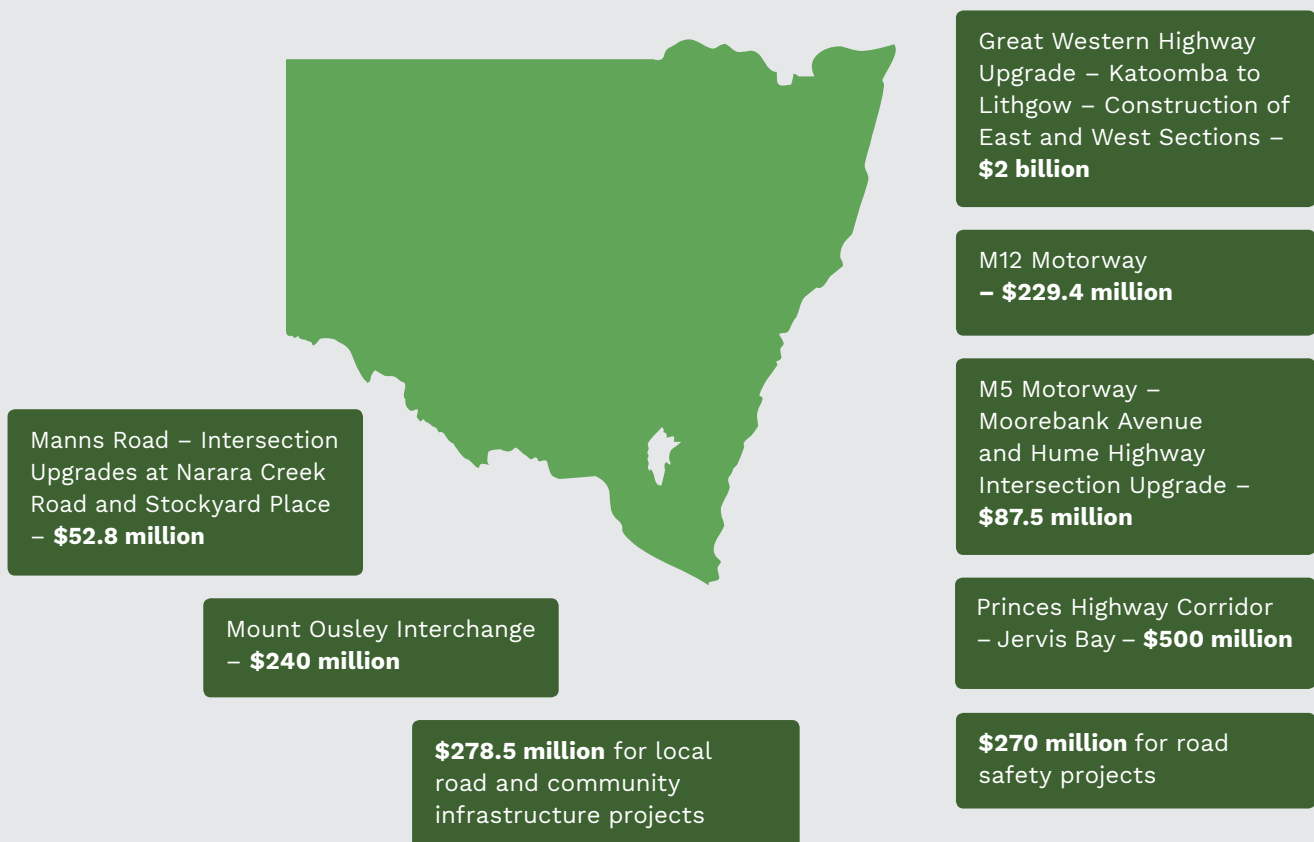 Great Western Highway
Upgrade – Katoomba to
Lithgow – Construction of
East and West Sections –
$2 billion
M12 Motorway
– $229.4 million
M5 Motorway –
Moorebank Avenue
and Hume Highway
Intersection Upgrade –
$87.5 million
Manns Road – Intersection
Upgrades at Narara Creek
Road and Stockyard Place
– $52.8 million
Princes Highway Corridor
– Jervis Bay – $500 million
Mount Ousley Interchange
– $240 million
$270 million for road
safety projects
$278.5 million for local
road and community
infrastructure projects